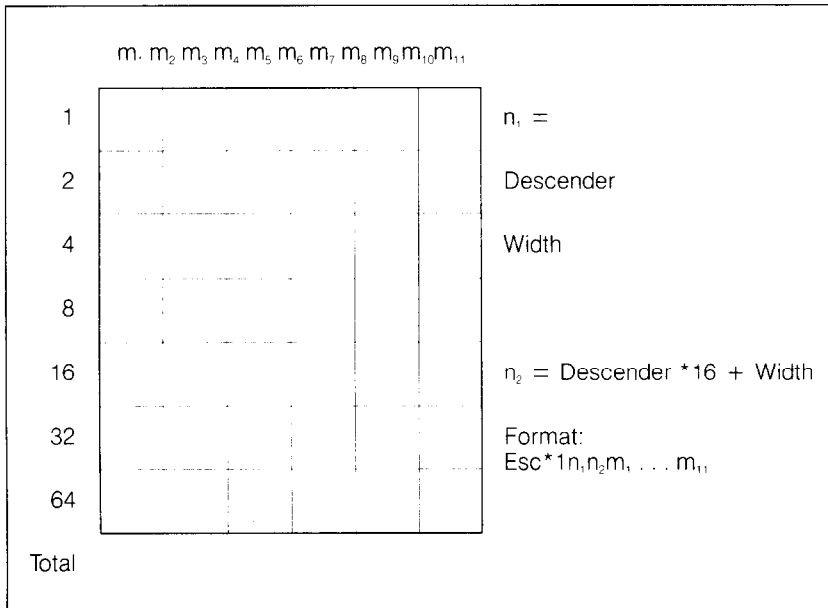 m₁ m₂ m₃ m₄ m₅ m₆ m₇ m₈ m₉ m₁₀ m₁₁
1 n₁ =
2 Descender
4 Width
8
16 n₂ = Descender *16 + Width
32 Format:
Esc*1n₁n₂m₁ . . . m₁₁
64
Total